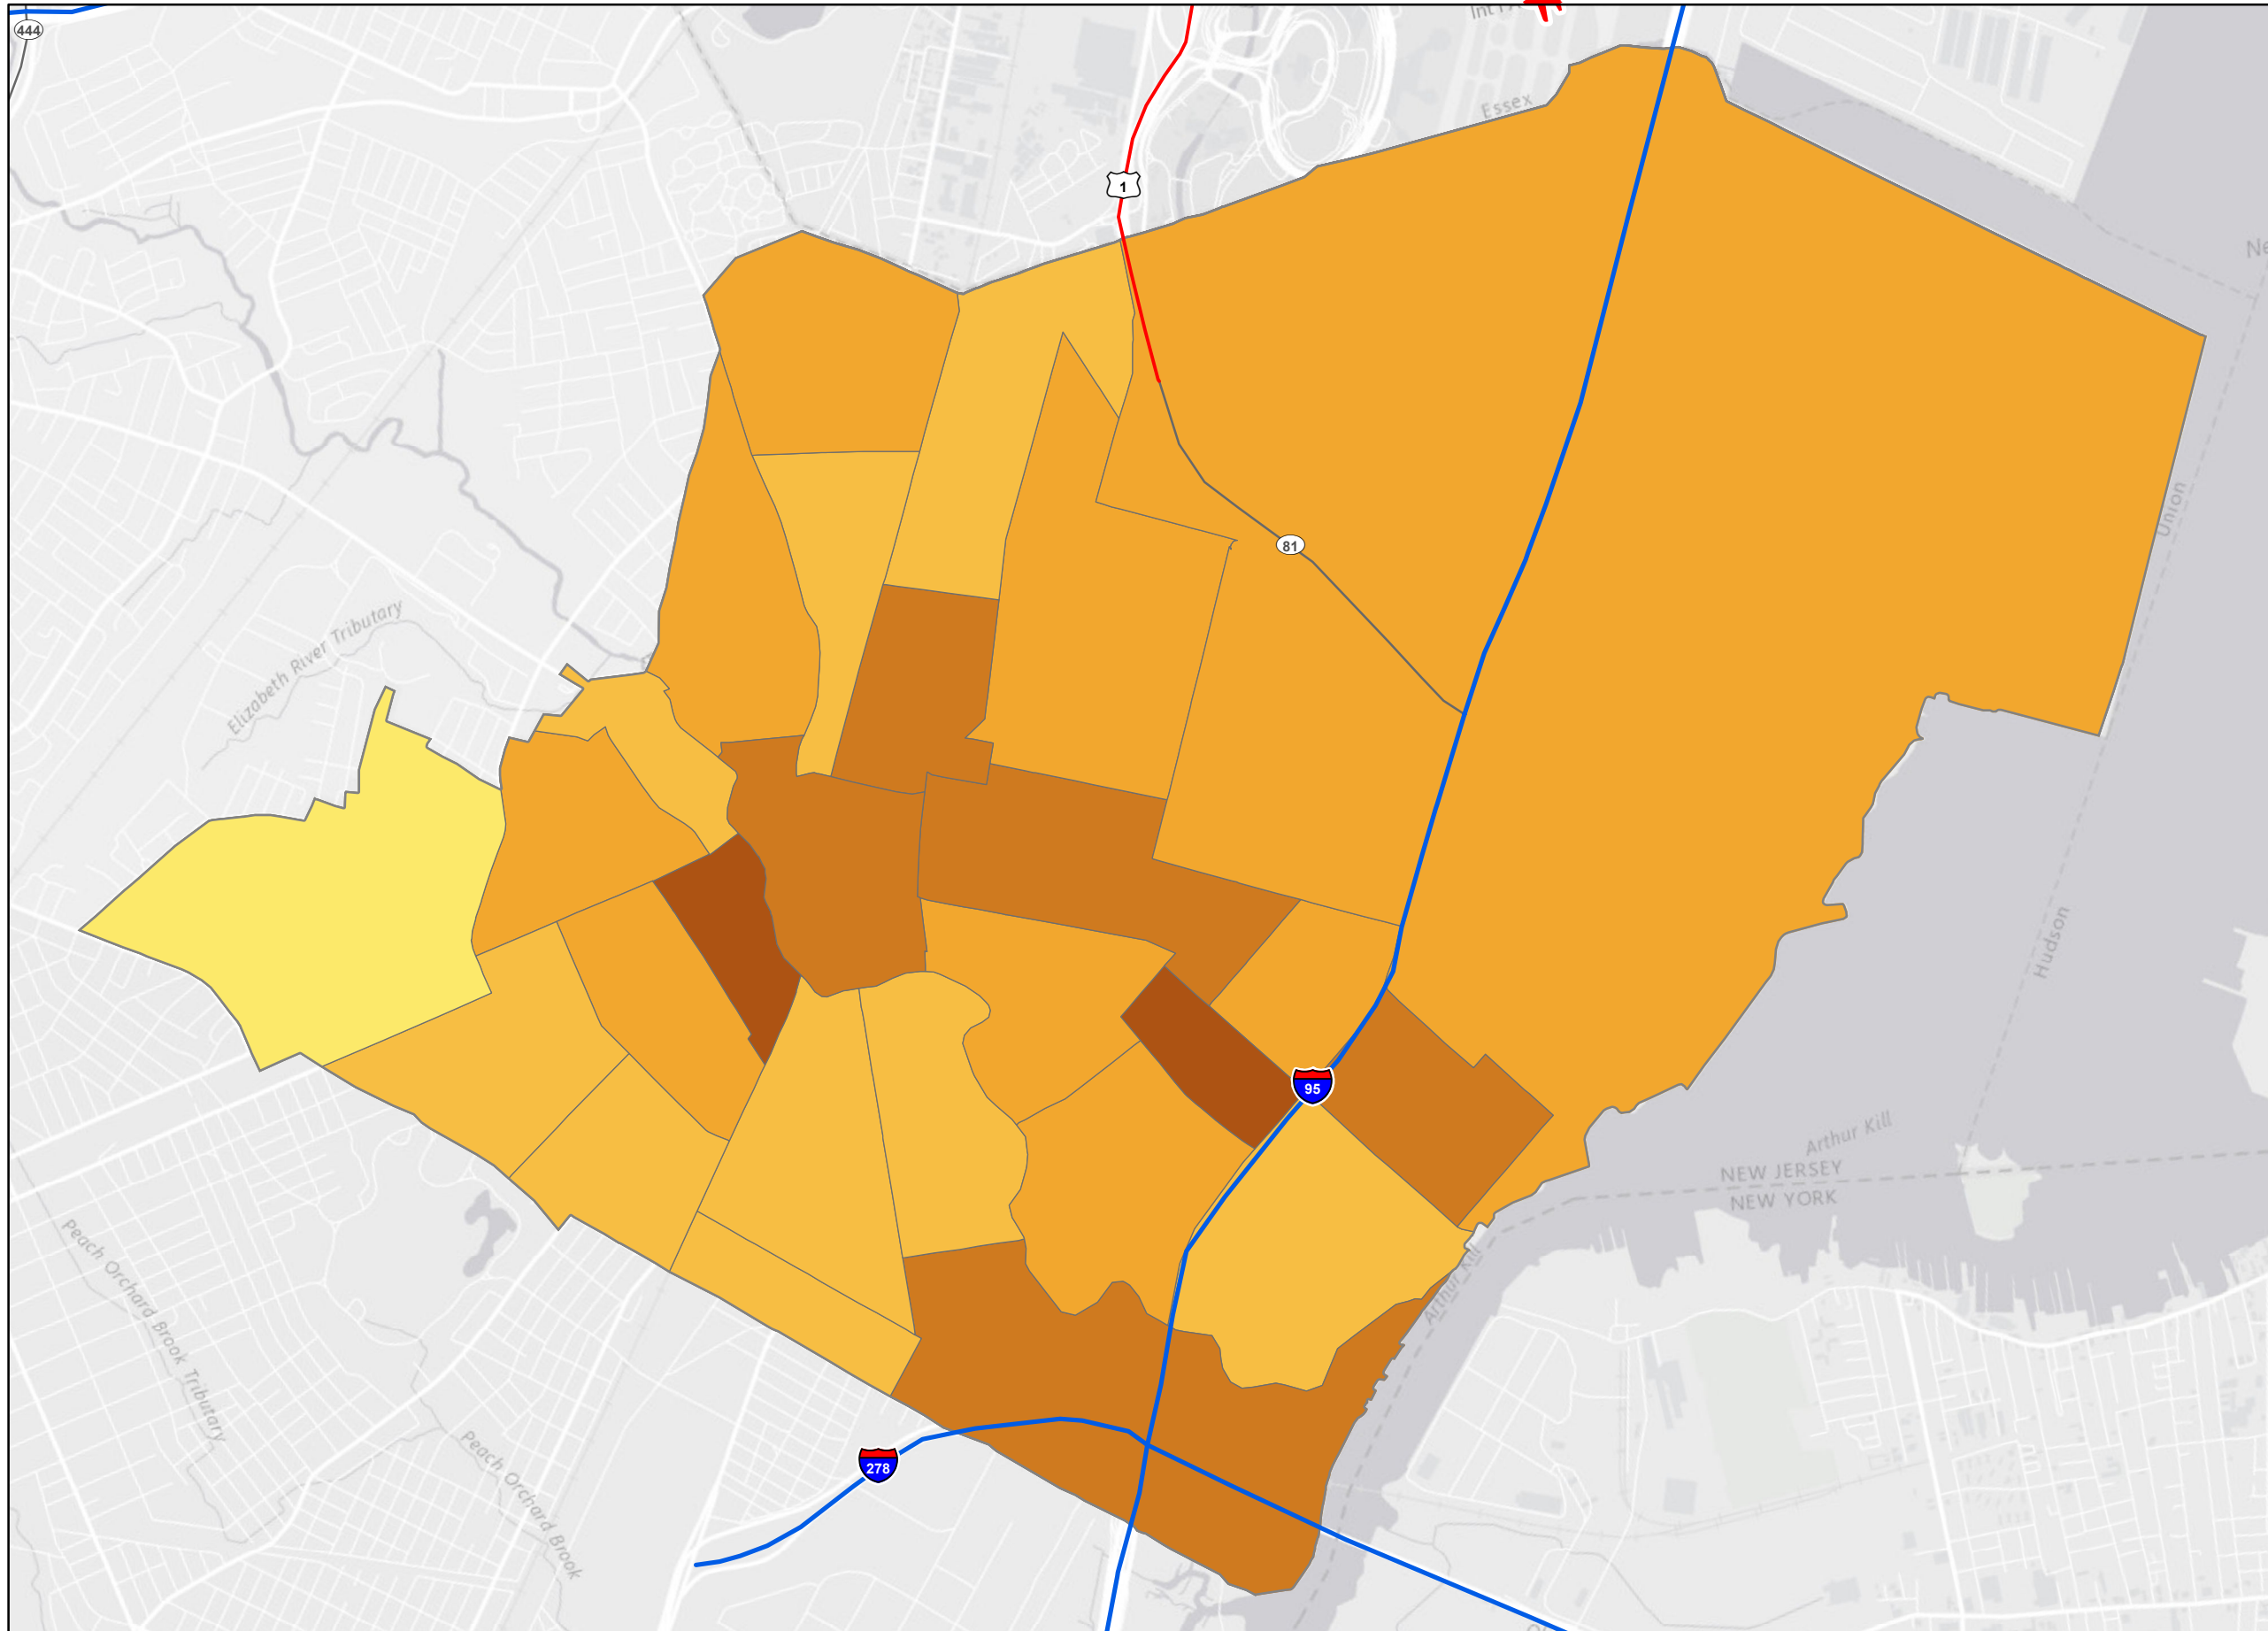 444
Int'l A
Essex
1
Union
81
Elizabeth River Tributary
Hudson
95
Arthur Kill
NEW JERSEY
NEW YORK
Arthur Kill
Peach Orchard Brook Tributary
Peach Orchard Brook
278